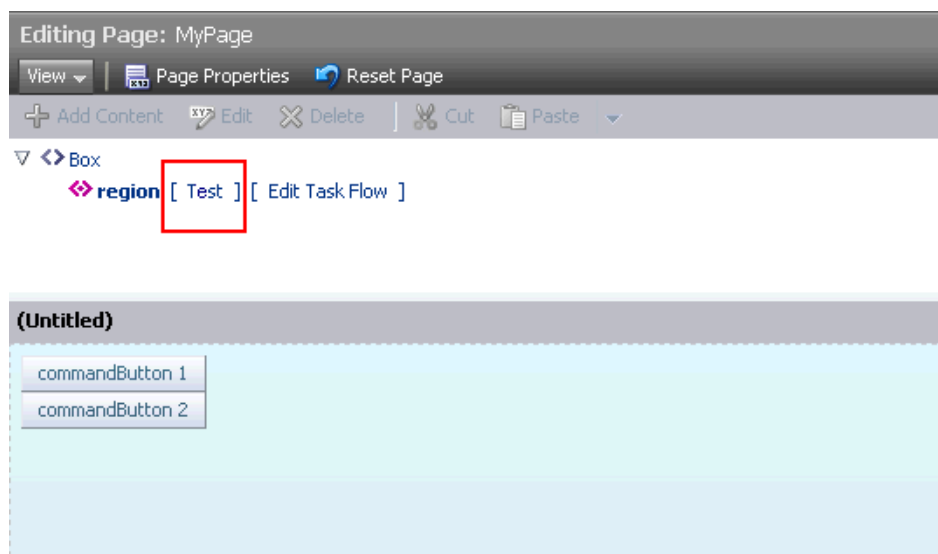 Editing Page: MyPage
View Page Properties Reset Page
Add Content Edit Delete Cut Paste
<> Box
<> region [ Test ] [ Edit Task Flow ]
(Untitled)
commandButton 1
commandButton 2